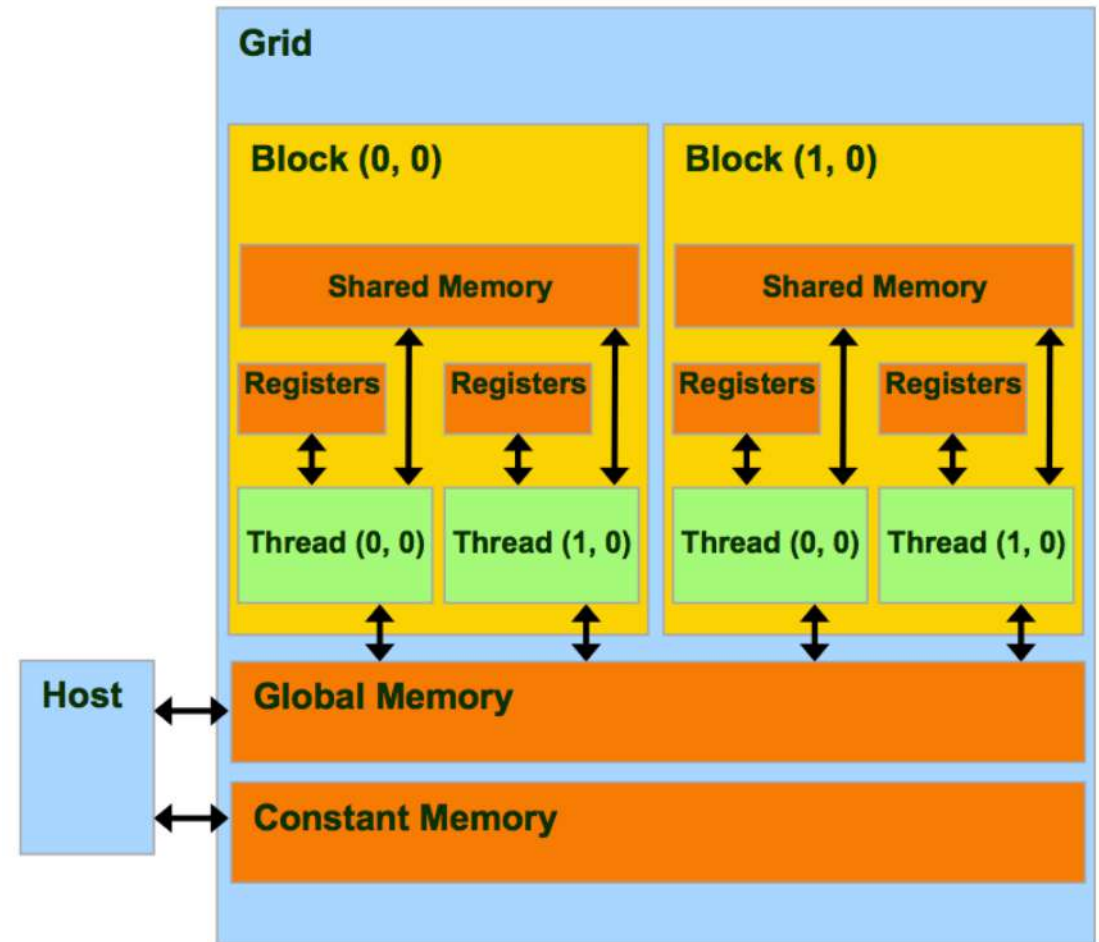 Grid
Block (0, 0)
Block (1, 0)
Shared Memory
Shared Memory
Registers
Registers
Registers
Registers
Thread (0, 0)
Thread (1, 0)
Thread (0, 0)
Thread (1, 0)
Host
Global Memory
Constant Memory